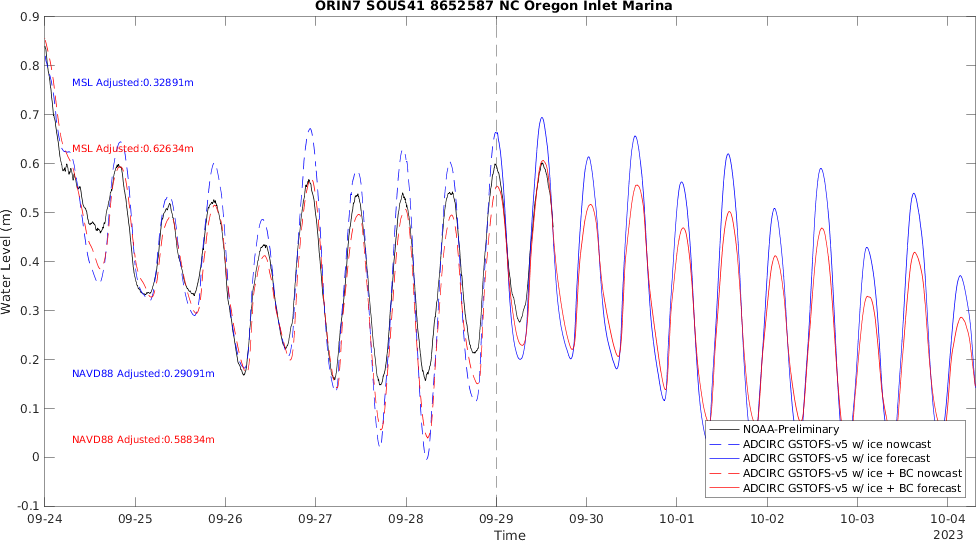 ORIN7 SOUS41 8652587 NC Oregon Inlet Marina
0.9
0.8
0.7
0.6
0.5
0.4
0.3
0.2
0.1
0
-0.1
Water Level (m)
MSL Adjusted:0.32891m
MSL Adjusted:0.62634m
NAVD88 Adjusted:0.29091m
NAVD88 Adjusted:0.58834m
NOAA-Preliminary
ADCIRC GSTOFS-v5 w/ ice nowcast
ADCIRC GSTOFS-v5 w/ ice forecast
ADCIRC GSTOFS-v5 w/ ice + BC nowcast
ADCIRC GSTOFS-v5 w/ ice + BC forecast
09-24 09-25 09-26 09-27 09-28 09-29 09-30 10-01 10-02 10-03 10-04
Time 2023